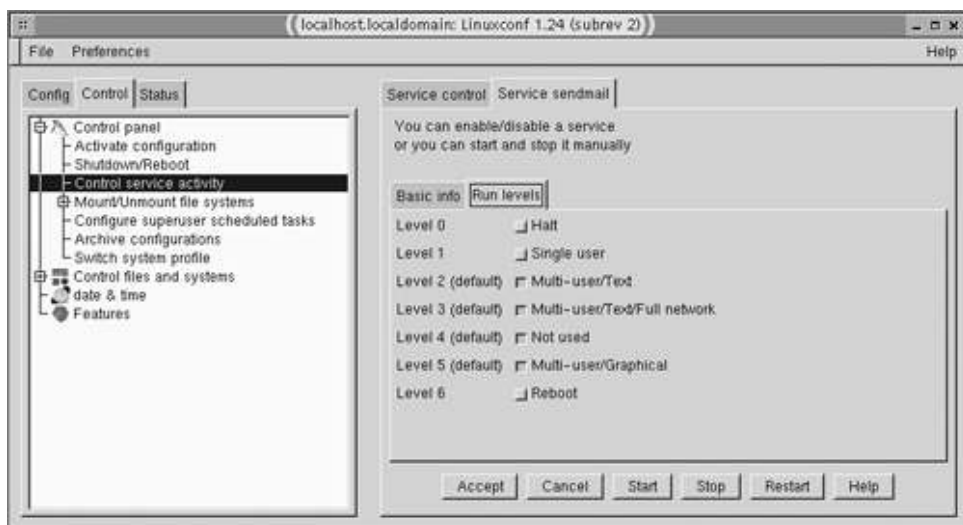 localhost.localdomain: Linuxconf 1.24 (subrev 2)
File Preferences Help
Config Control Status
Control panel
Activate configuration
Shutdown/Reboot
Control service activity
Mount/Unmount file systems
Configure superuser scheduled tasks
Archive configurations
Switch system profile
Control files and systems
date & time
Features
Service control Service sendmail
You can enable/disable a service
or you can start and stop it manually
Basic info Run levels
Level 0 Halt
Level 1 Single user
Level 2 (default) Multi-user/Text
Level 3 (default) Multi-user/Text/Full network
Level 4 (default) Not used
Level 5 (default) Multi-user/Graphical
Level 6 Reboot
Accept Cancel Start Stop Restart Help